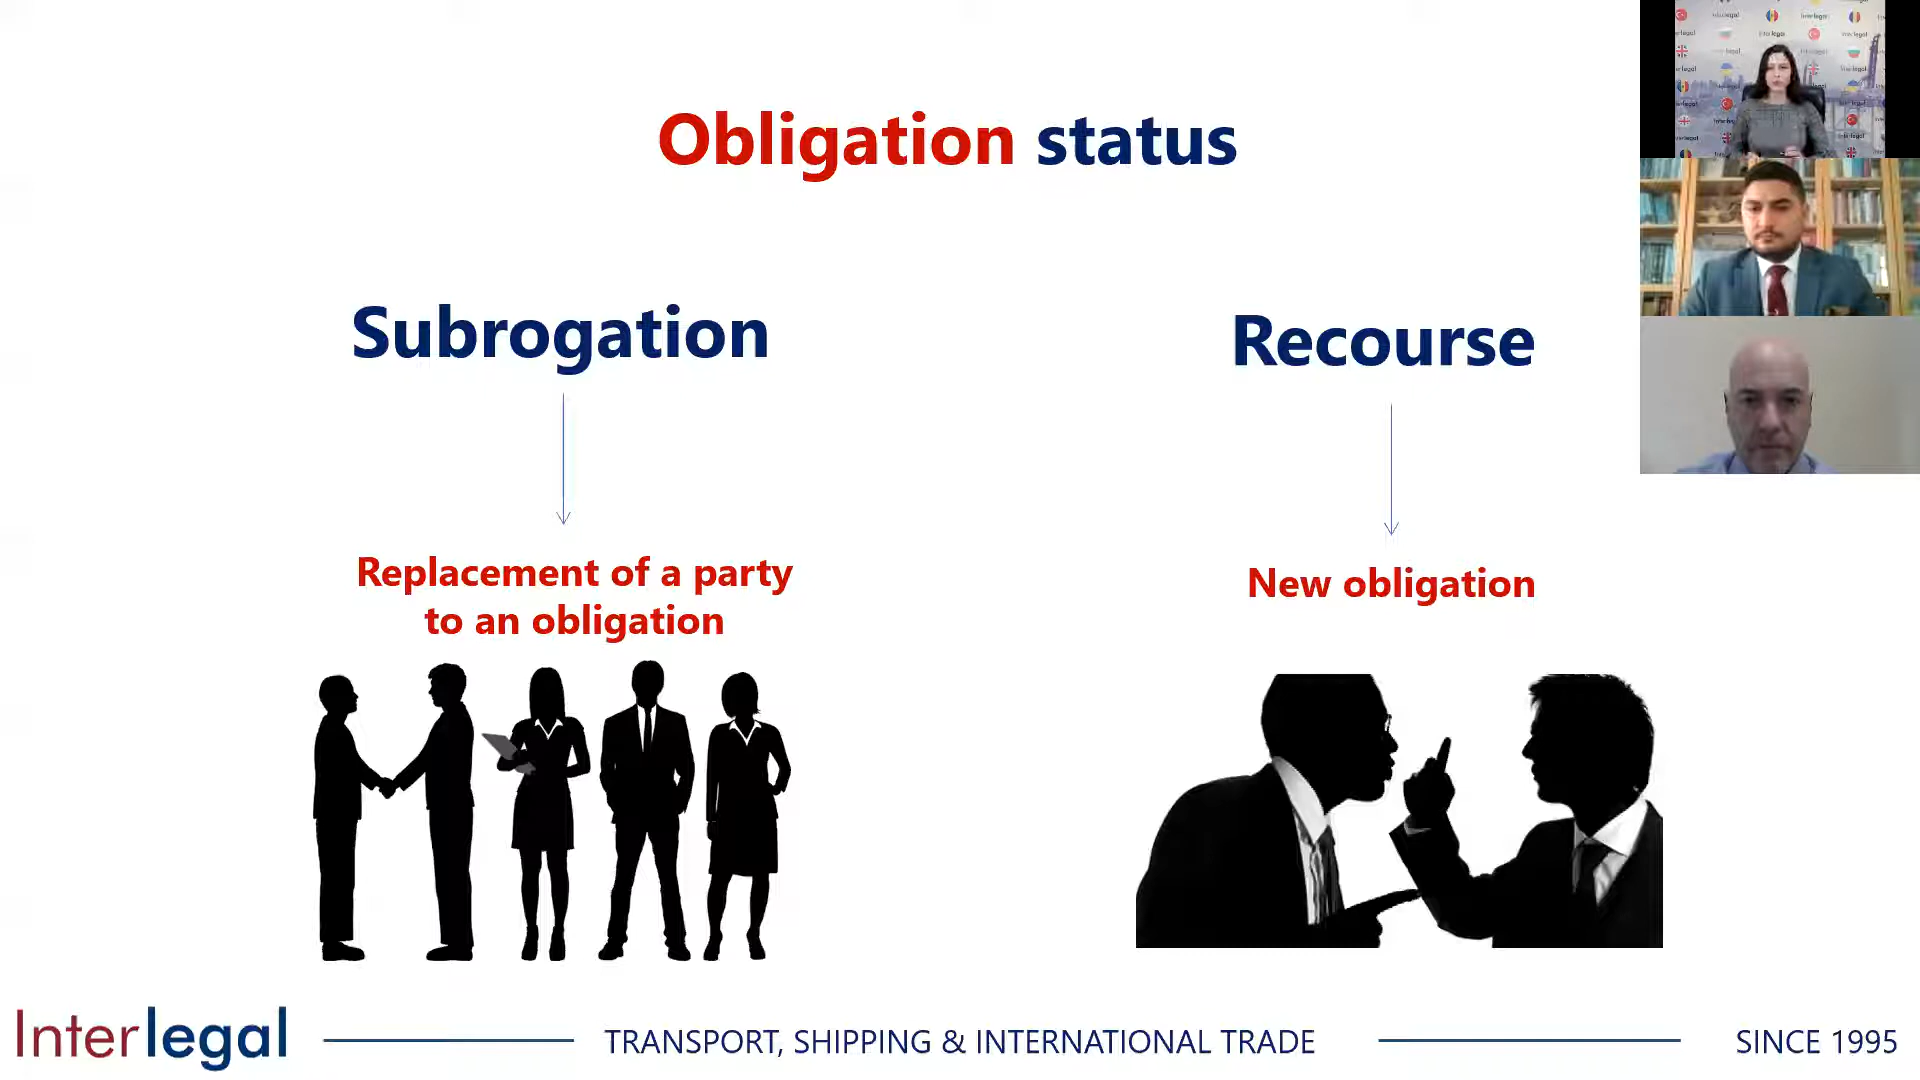 Obligation status
Subrogation
Recourse
Replacement of a party
to an obligation
New obligation
Interlegal
TRANSPORT, SHIPPING & INTERNATIONAL TRADE
SINCE 1995